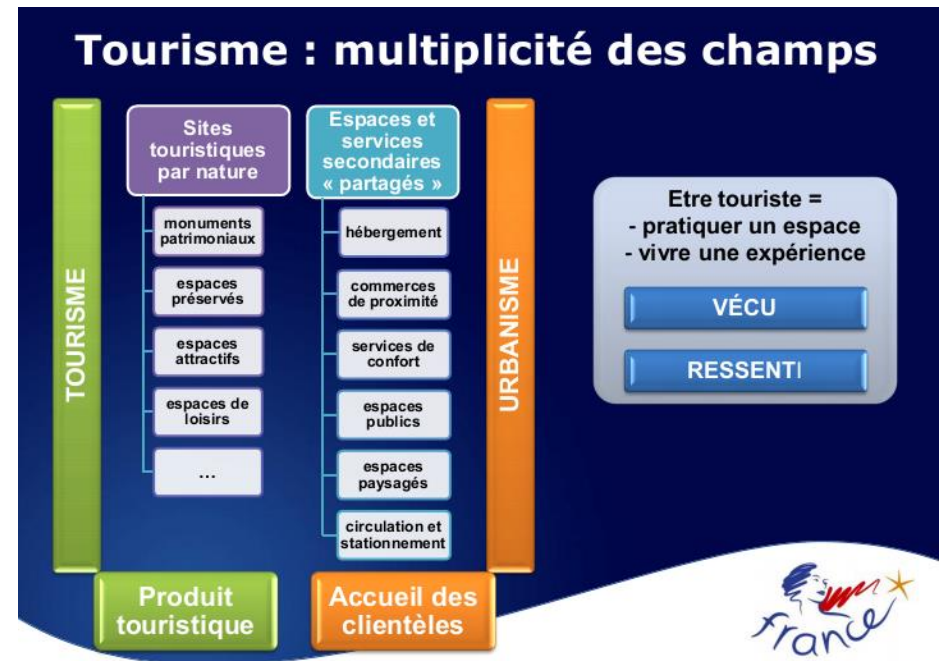 Tourisme : multiplicité des champs
TOURISME
Sites
touristiques
par nature
monuments
patrimoniaux
espaces
préservés
espaces
attractifs
espaces de
loisirs
...
Espaces et
services
secondaires
« partagés »
hébergement
commerces
de proximité
services de
confort
espaces
publics
espaces
paysagés
circulation et
stationnement
URBANISME
Produit
touristique
Accueil des
clientèles
Etre touriste =
- pratiquer un espace
- vivre une expérience
VÉCU
RESSENTI
france